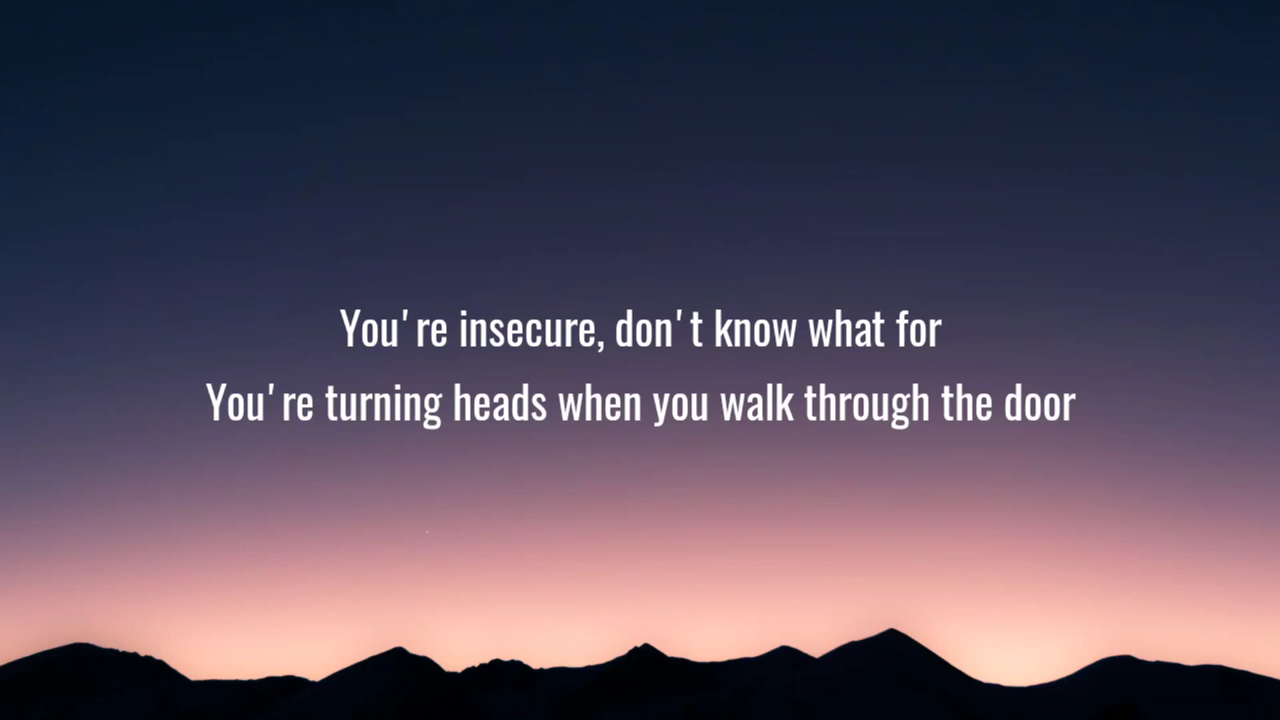 You're insecure, don't know what for
You're turning heads when you walk through the door